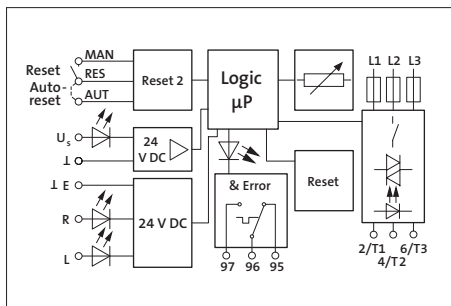 MAN
Reset
RES
Auto-
reset
AUT
Reset 2
Logic
µP
L1 L2 L3
Us
⊥
24
V DC
⊥ E
R
L
24 V DC
& Error
Reset
97 96 95
2/T1 6/T3
4/T2